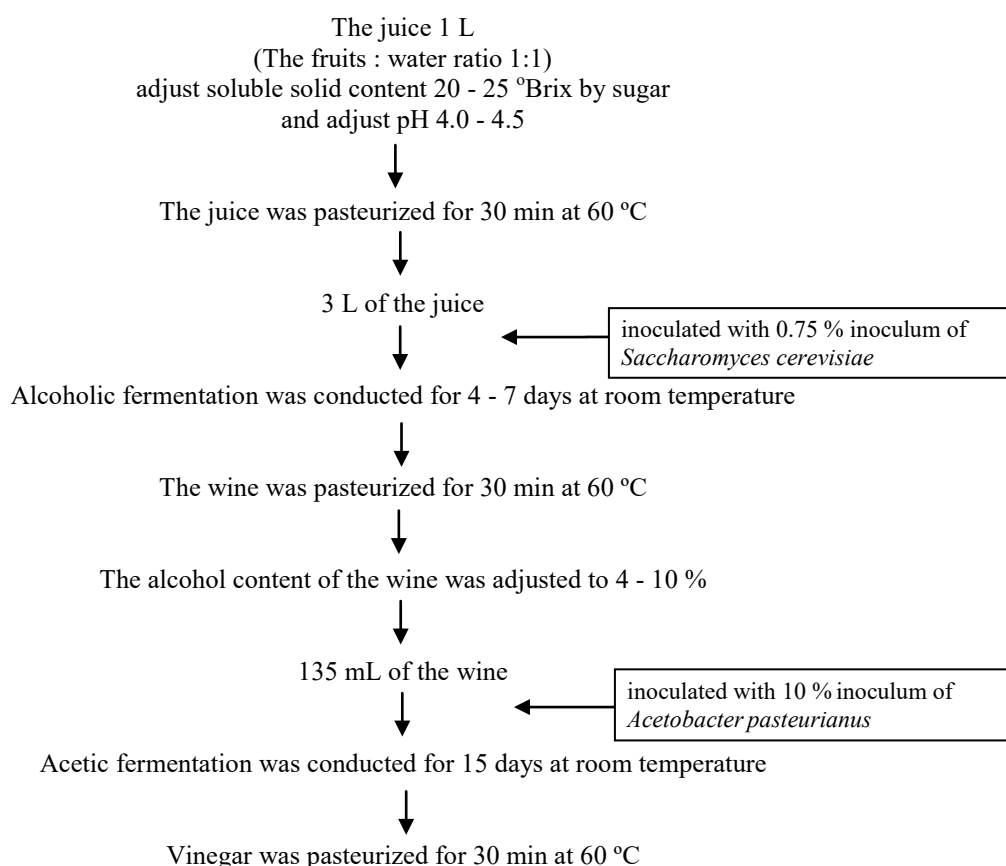 The juice 1 L
(The fruits : water ratio 1:1)
adjust soluble solid content 20 - 25 ºBrix by sugar
and adjust pH 4.0 - 4.5
The juice was pasteurized for 30 min at 60 ºC
3 L of the juice
inoculated with 0.75 % inoculum of
Saccharomyces cerevisiae
Alcoholic fermentation was conducted for 4 - 7 days at room temperature
The wine was pasteurized for 30 min at 60 ºC
The alcohol content of the wine was adjusted to 4 - 10 %
135 mL of the wine
inoculated with 10 % inoculum of
Acetobacter pasteurianus
Acetic fermentation was conducted for 15 days at room temperature
Vinegar was pasteurized for 30 min at 60 ºC